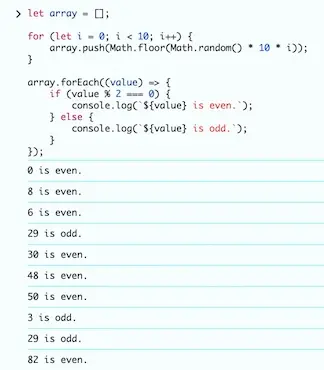 > let array = [];
for (let i = 0; i < 10; i++) {
    array.push(Math.floor(Math.random() * 10 * i));
}
array.forEach((value) => {
    if (value % 2 === 0) {
        console.log(`${value} is even.`);
    } else {
        console.log(`${value} is odd.`);
    }
});
0 is even.
8 is even.
6 is even.
29 is odd.
30 is even.
48 is even.
50 is even.
3 is odd.
29 is odd.
82 is even.